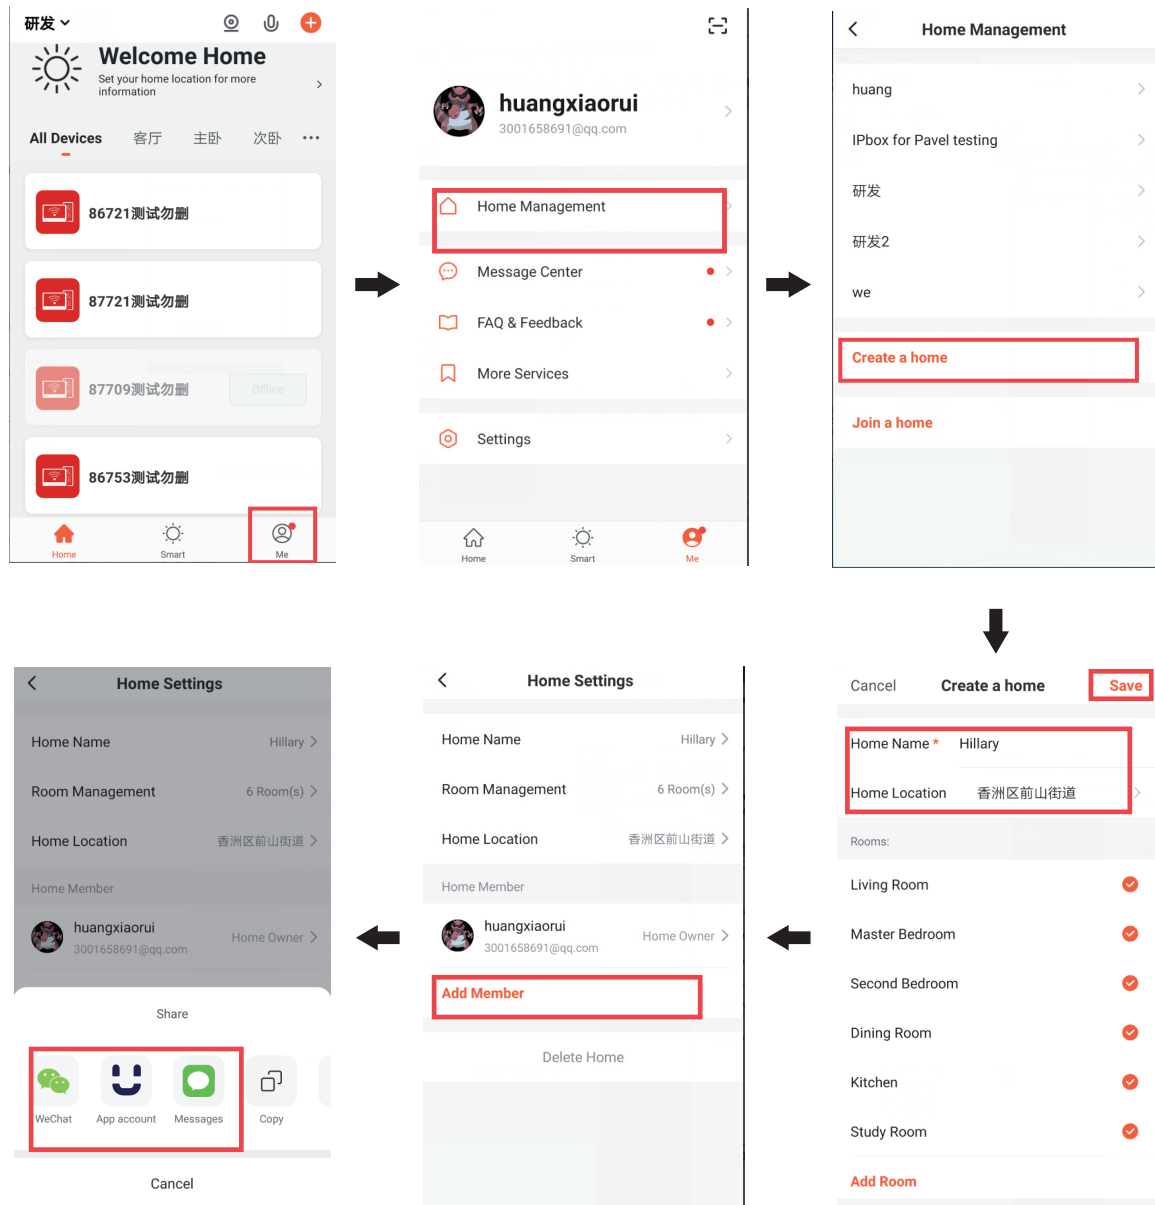 研发
Welcome Home
Set your home location for more
information
All Devices 客厅 主卧 次卧 ···
86721测试勿删
87721测试勿删
87709测试勿删 Offline
86753测试勿删
Home Smart Me
huangxiaorui
3001658691@qq.com
Home Management
Message Center
FAQ & Feedback
More Services
Settings
Home Smart Me
Home Management
huang
IPbox for Pavel testing
研发
研发2
we
Create a home
Join a home
Cancel Create a home Save
Home Name * Hillary
Home Location 香洲区前山街道
Rooms:
Living Room
Master Bedroom
Second Bedroom
Dining Room
Kitchen
Study Room
Add Room
Home Settings
Home Name Hillary
Room Management 6 Room(s)
Home Location 香洲区前山街道
Home Member
huangxiaorui
3001658691@qq.com
Home Owner
Add Member
Delete Home
Home Settings
Home Name Hillary
Room Management 6 Room(s)
Home Location 香洲区前山街道
Home Member
huangxiaorui
3001658691@qq.com
Home Owner
Share
WeChat App account Messages Copy
Cancel